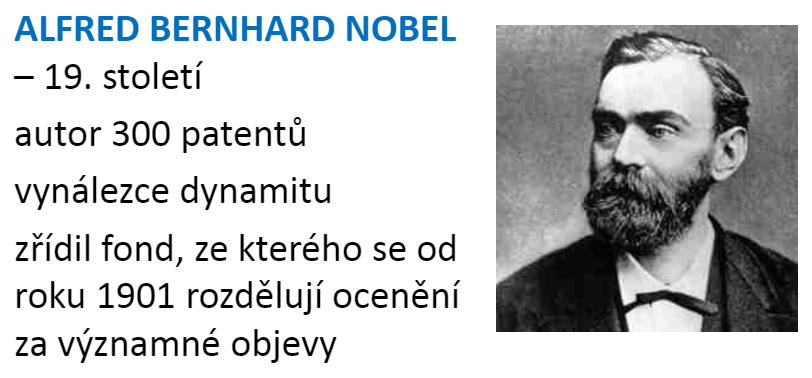 ALFRED BERNHARD NOBEL
– 19. století
autor 300 patentů
vynálezce dynamitu
zřídil fond, ze kterého se od
roku 1901 rozdělují ocenění
za významné objevy